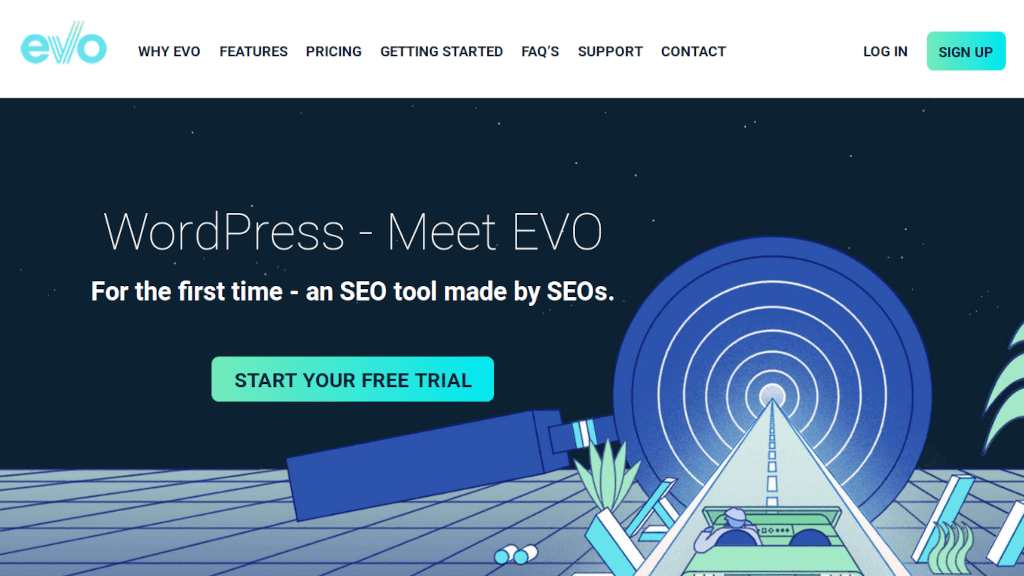 evo WHY EVO FEATURES PRICING GETTING STARTED FAQ'S SUPPORT CONTACT LOG IN SIGN UP
WordPress - Meet EVO
For the first time - an SEO tool made by SEOs.
START YOUR FREE TRIAL